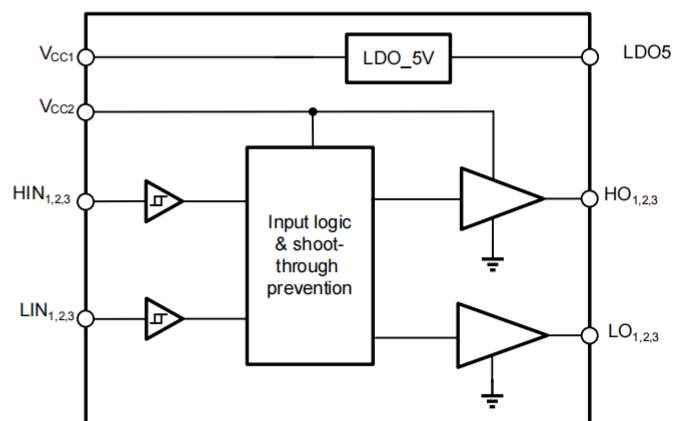 VCC1
LDO_5V
LDO5
VCC2
HIN1,2,3
HO1,2,3
Input logic
& shoot-
through
prevention
LIN1,2,3
LO1,2,3